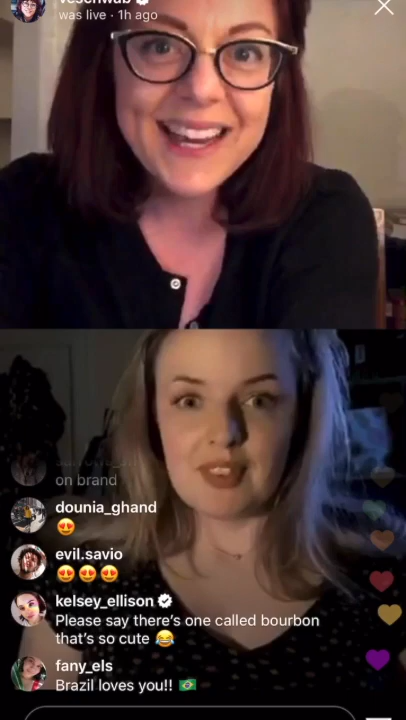 veschwab
was live · 1h ago
on brand
dounia_ghand
😍
evil.savio
😍😍😍
kelsey_ellison
Please say there's one called bourbon
that's so cute 😂
fany_els
Brazil loves you!! 🇧🇷